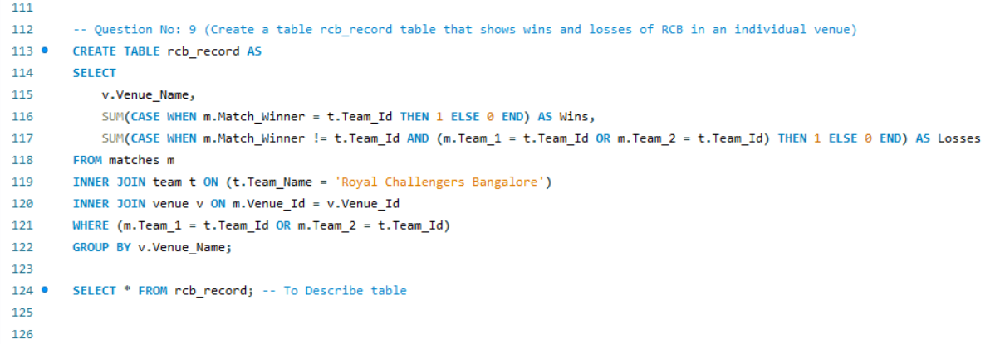 111
112 -- Question No: 9 (Create a table rcb_record table that shows wins and losses of RCB in an individual venue)
113 CREATE TABLE rcb_record AS
114 SELECT
115 v.Venue_Name,
116 SUM(CASE WHEN m.Match_Winner = t.Team_Id THEN 1 ELSE 0 END) AS Wins,
117 SUM(CASE WHEN m.Match_Winner != t.Team_Id AND (m.Team_1 = t.Team_Id OR m.Team_2 = t.Team_Id) THEN 1 ELSE 0 END) AS Losses
118 FROM matches m
119 INNER JOIN team t ON (t.Team_Name = 'Royal Challengers Bangalore')
120 INNER JOIN venue v ON m.Venue_Id = v.Venue_Id
121 WHERE (m.Team_1 = t.Team_Id OR m.Team_2 = t.Team_Id)
122 GROUP BY v.Venue_Name;
123
124 SELECT * FROM rcb_record; -- To Describe table
125
126